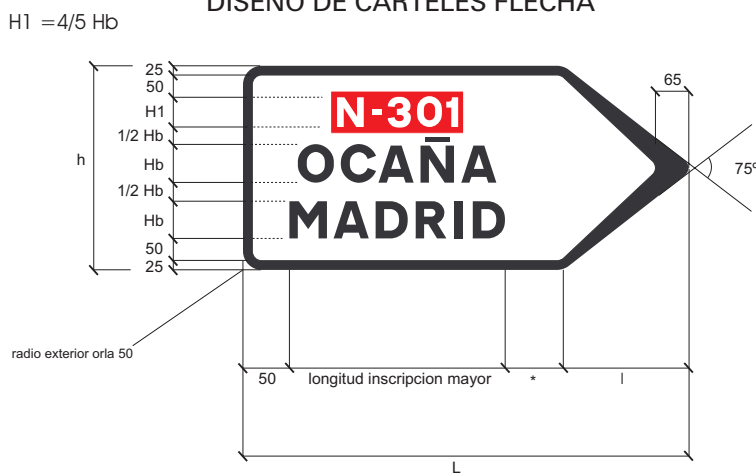 DISEÑO DE CARTELES FLECHA
H1 =4/5 Hb
25
50
H1
1/2 Hb
Hb
1/2 Hb
Hb
50
25
h
N-301
OCAÑA
MADRID
65
75º
radio exterior orla 50
50
longitud inscripcion mayor
*
l
L